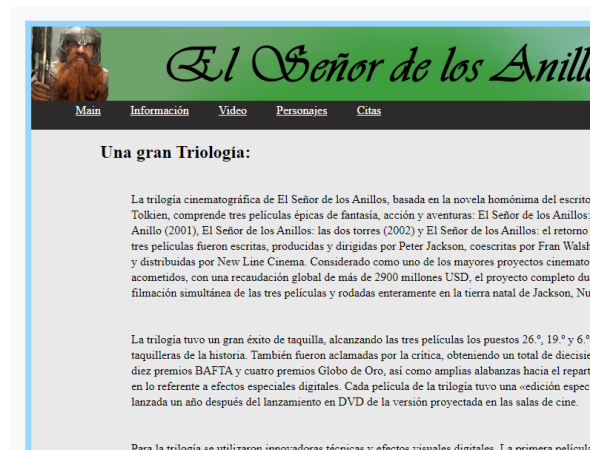 El Señor de los Anill
Main Información Video Personajes Citas
Una gran Triología:
La trilogía cinematográfica de El Señor de los Anillos, basada en la novela homónima del escrito
Tolkien, comprende tres películas épicas de fantasía, acción y aventuras: El Señor de los Anillos:
Anillo (2001), El Señor de los Anillos: las dos torres (2002) y El Señor de los Anillos: el retorno
tres películas fueron escritas, producidas y dirigidas por Peter Jackson, coescritas por Fran Walsh
y distribuidas por New Line Cinema. Considerado como uno de los mayores proyectos cinemato
acometidos, con una recaudación global de más de 2900 millones USD, el proyecto completo du
filmación simultánea de las tres películas y rodadas enteramente en la tierra natal de Jackson, Nu
La trilogía tuvo un gran éxito de taquilla, alcanzando las tres películas los puestos 26.º, 19.º y 6.º
taquilleras de la historia. También fueron aclamadas por la crítica, obteniendo un total de diecisie
diez premios BAFTA y cuatro premios Globo de Oro, así como amplias alabanzas hacia el repart
en lo referente a efectos especiales digitales. Cada película de la trilogía tuvo una «edición espec
lanzada un año después del lanzamiento en DVD de la versión proyectada en las salas de cine.
Para la trilogía se utilizaron innovadoras técnicas y efectos visuales digitales. La primera película